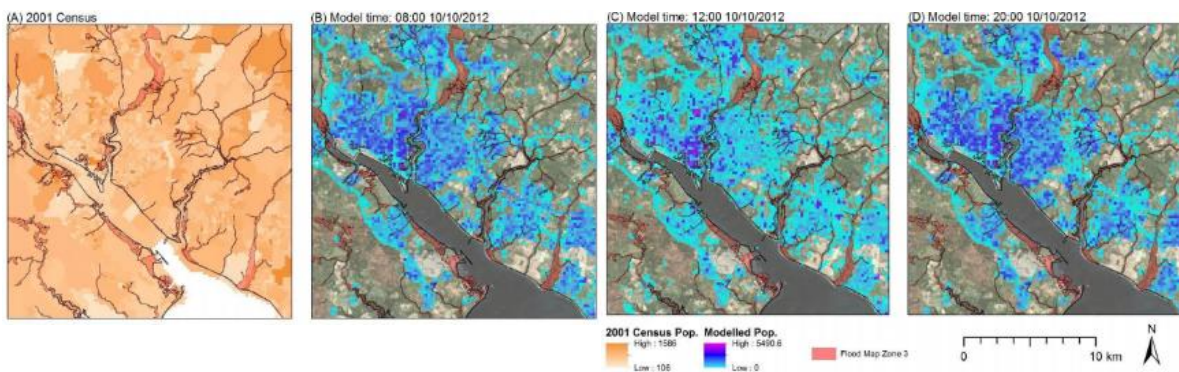 (A) 2001 Census
(B) Model time: 08:00 10/10/2012
(C) Model time: 12:00 10/10/2012
(D) Model time: 20:00 10/10/2012
2001 Census Pop.
High : 1586
Low : 106
Modelled Pop.
High : 5490.6
Low : 0
Flood Map Zone 3
0 10 km
N